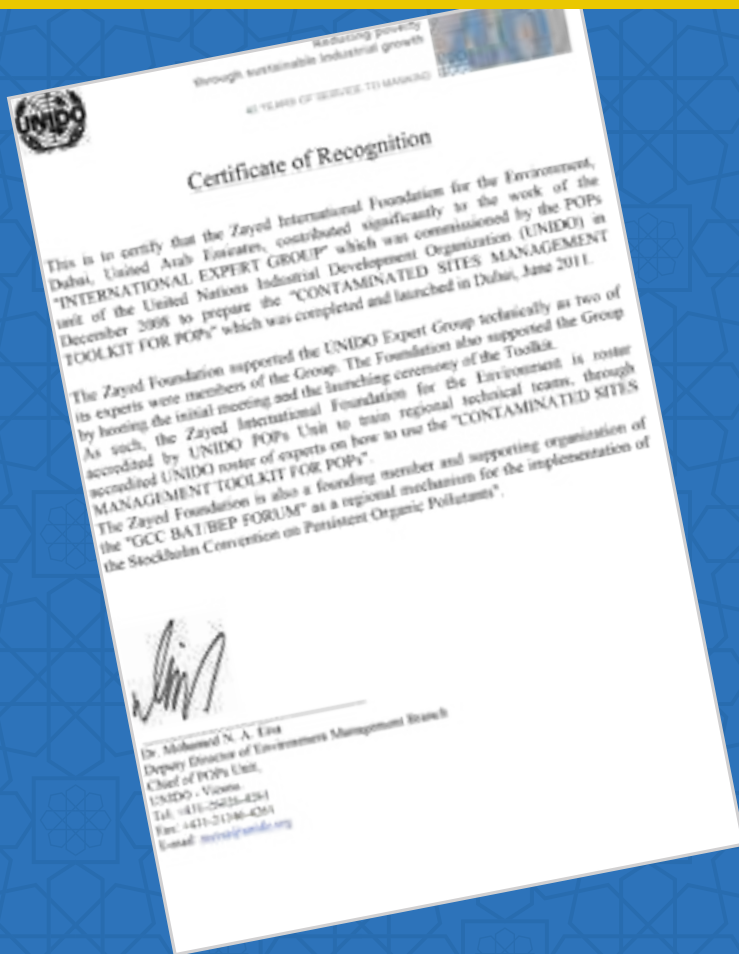 Reducing poverty
through sustainable industrial growth
40
40 YEARS OF SERVICE TO MANKIND
UNIDO
Certificate of Recognition
This is to certify that the Zayed International Foundation for the Environment,
Dubai, United Arab Emirates, contributed significantly to the work of the
"INTERNATIONAL EXPERT GROUP" which was commissioned by the POPs
unit of the United Nations Industrial Development Organization (UNIDO) in
December 2008 to prepare the "CONTAMINATED SITES MANAGEMENT
TOOLKIT FOR POPs" which was completed and launched in Dubai, June 2011.
The Zayed Foundation supported the UNIDO Expert Group technically as two of
its experts were members of the Group. The Foundation also supported the Group
by hosting the initial meeting and the launching ceremony of the Toolkit.
As such, the Zayed International Foundation for the Environment is roster
accredited by UNIDO POPs Unit to train regional technical teams, through
accredited UNIDO roster of experts on how to use the "CONTAMINATED SITES
MANAGEMENT TOOLKIT FOR POPs".
The Zayed Foundation is also a founding member and supporting organization of
the "GCC BAT/BEP FORUM" as a regional mechanism for the implementation of
the Stockholm Convention on Persistent Organic Pollutants".
Dr. Mohamed N. A. Eisa
Deputy Director of Environment Management Branch
Chief of POPs Unit,
UNIDO - Vienna
Tel: +431-26026-4261
Fax: +431-21346-4261
E-mail: